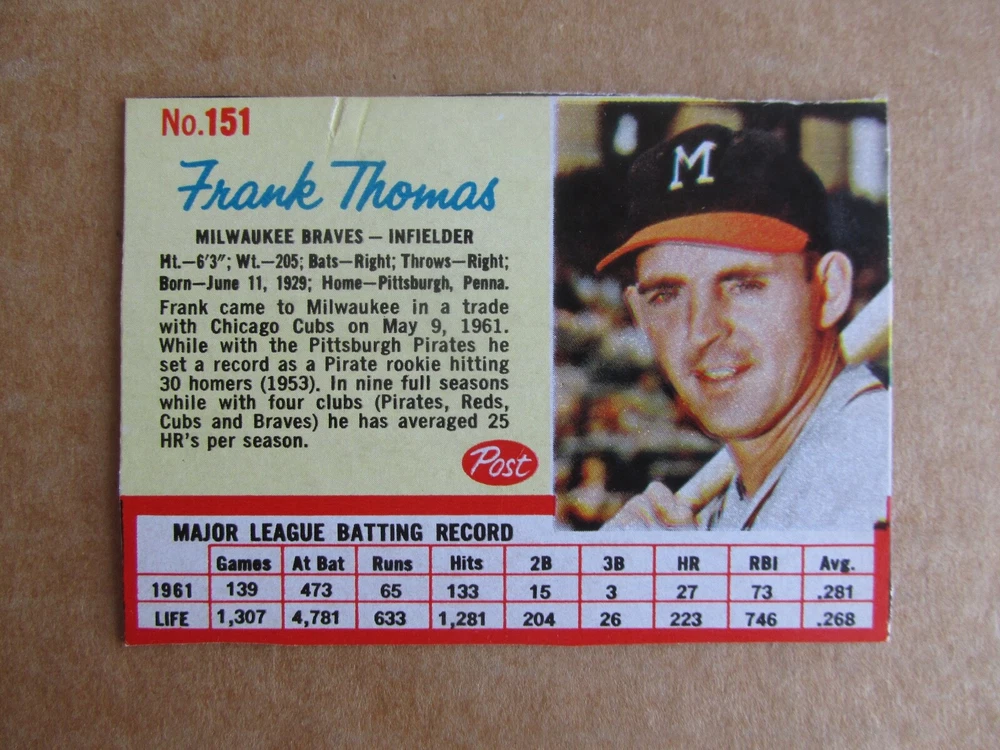 No.151
Frank Thomas
MILWAUKEE BRAVES — INFIELDER
Ht.—6'3"; Wt.—205; Bats—Right; Throws—Right;
Born—June 11, 1929; Home—Pittsburgh, Penna.
Frank came to Milwaukee in a trade
with Chicago Cubs on May 9, 1961.
While with the Pittsburgh Pirates he
set a record as a Pirate rookie hitting
30 homers (1953). In nine full seasons
while with four clubs (Pirates, Reds,
Cubs and Braves) he has averaged 25
HR's per season.
Post
M
MAJOR LEAGUE BATTING RECORD
Games At Bat Runs Hits 2B 3B HR RBI Avg.
1961 139 473 65 133 15 3 27 73 .281
LIFE 1,307 4,781 633 1,281 204 26 223 746 .268